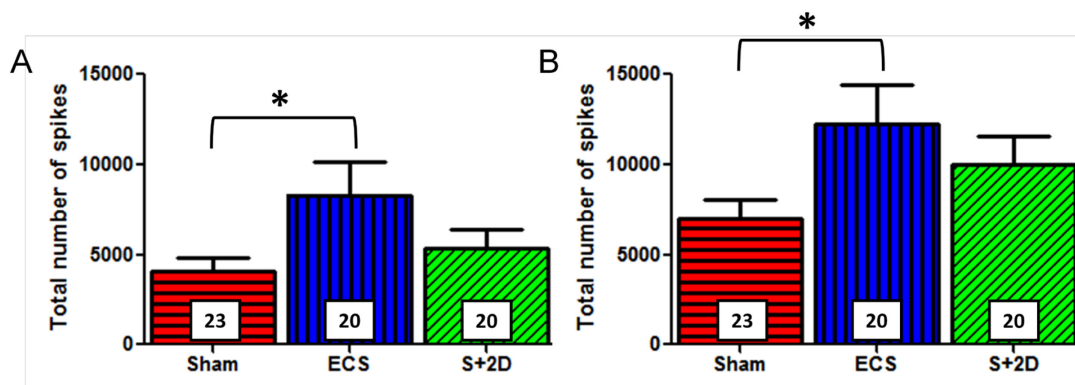 A
Total number of spikes
15000
10000
5000
0
*
23
20
20
Sham
ECS
S+2D
B
Total number of spikes
15000
10000
5000
0
*
23
20
20
Sham
ECS
S+2D